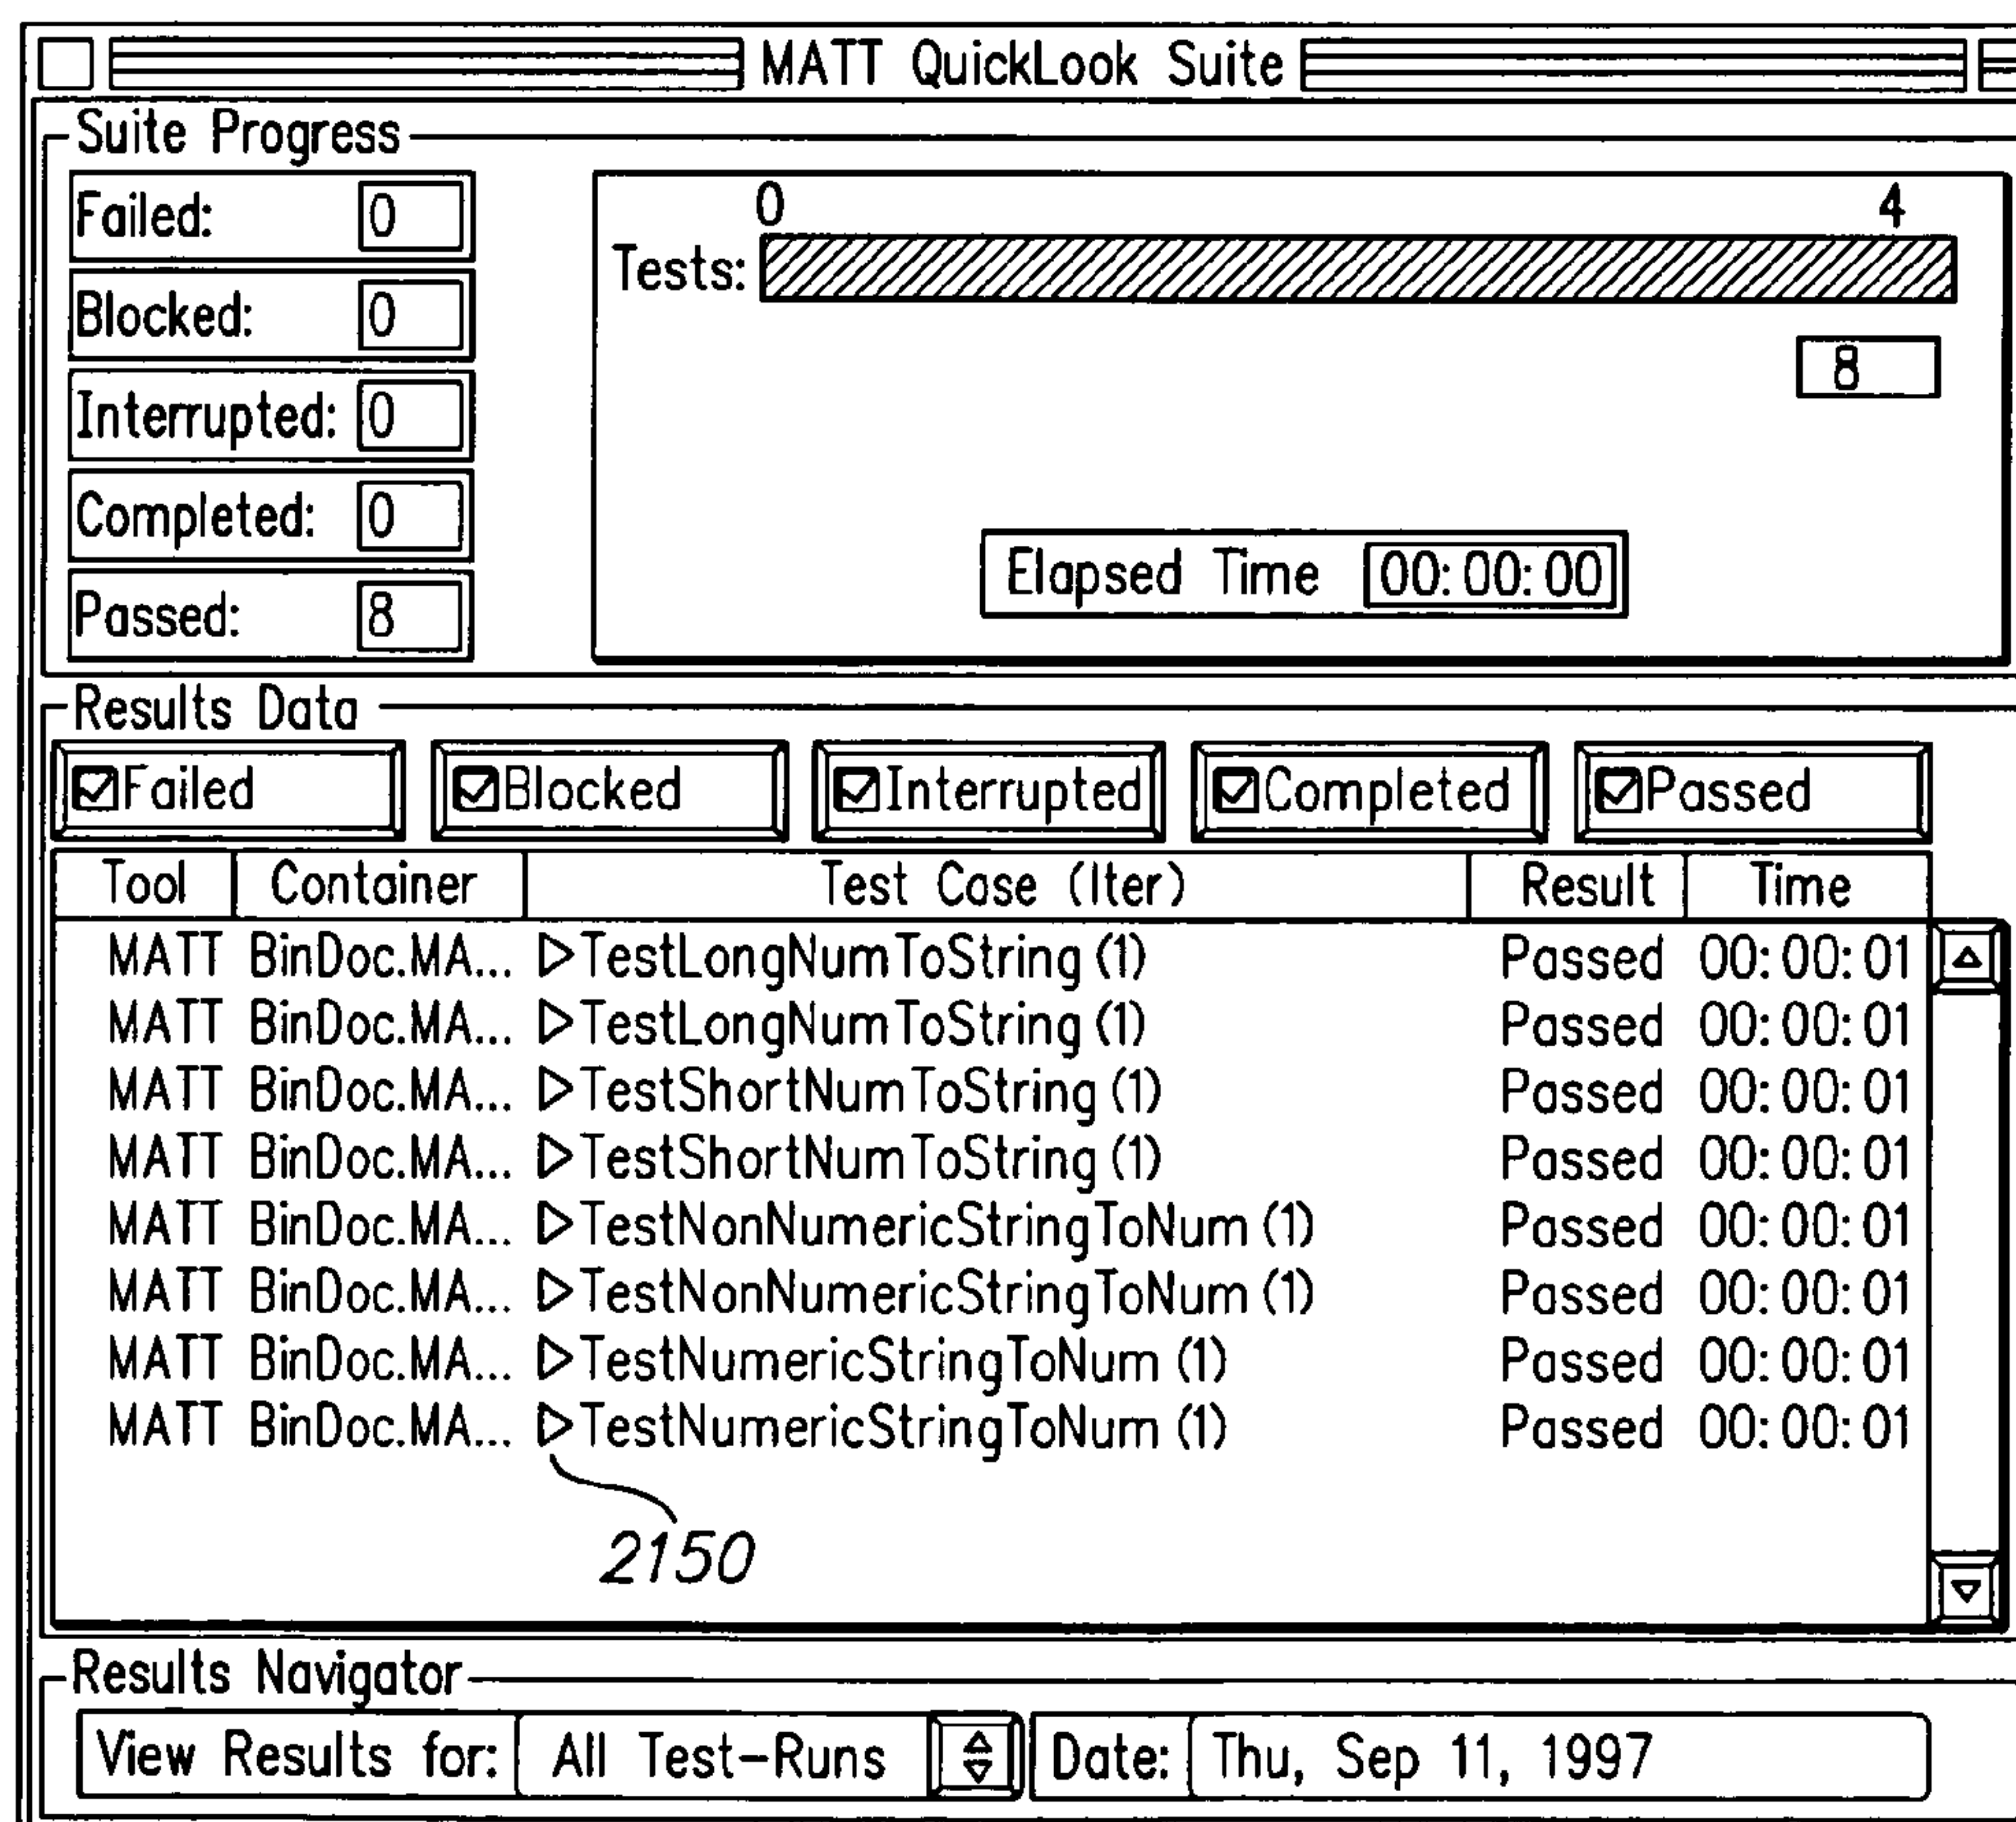 MATT QuickLook Suite
Suite Progress
Failed: 0
Blocked: 0
Interrupted: 0
Completed: 0
Passed: 8
0 4
Tests:
8
Elapsed Time 00:00:00
Results Data
Failed Blocked Interrupted Completed Passed
Tool Container Test Case (Iter) Result Time
MATT BinDoc.MA... TestLongNumToString (1) Passed 00:00:01
MATT BinDoc.MA... TestLongNumToString (1) Passed 00:00:01
MATT BinDoc.MA... TestShortNumToString (1) Passed 00:00:01
MATT BinDoc.MA... TestShortNumToString (1) Passed 00:00:01
MATT BinDoc.MA... TestNonNumericStringToNum (1) Passed 00:00:01
MATT BinDoc.MA... TestNonNumericStringToNum (1) Passed 00:00:01
MATT BinDoc.MA... TestNumericStringToNum (1) Passed 00:00:01
MATT BinDoc.MA... TestNumericStringToNum (1) Passed 00:00:01
2150
Results Navigator
View Results for: All Test-Runs Date: Thu, Sep 11, 1997